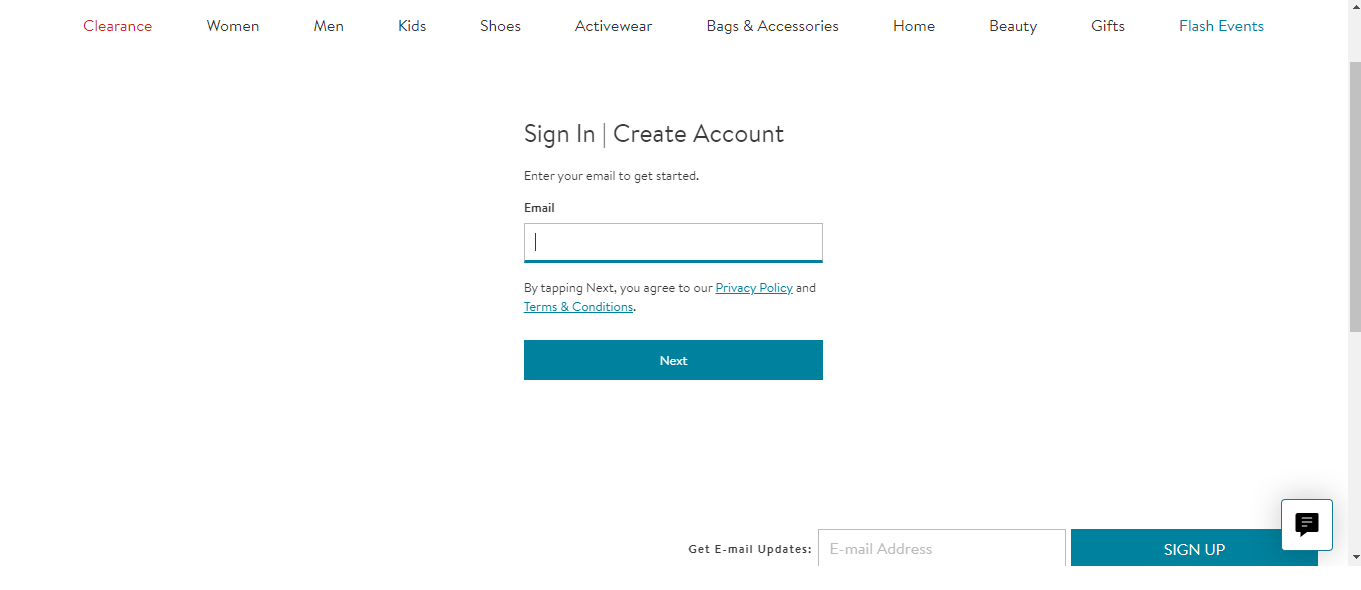 Clearance Women Men Kids Shoes Activewear Bags & Accessories Home Beauty Gifts Flash Events
Sign In | Create Account
Enter your email to get started.
Email
By tapping Next, you agree to our Privacy Policy and
Terms & Conditions.
Next
Get E-mail Updates: E-mail Address SIGN UP